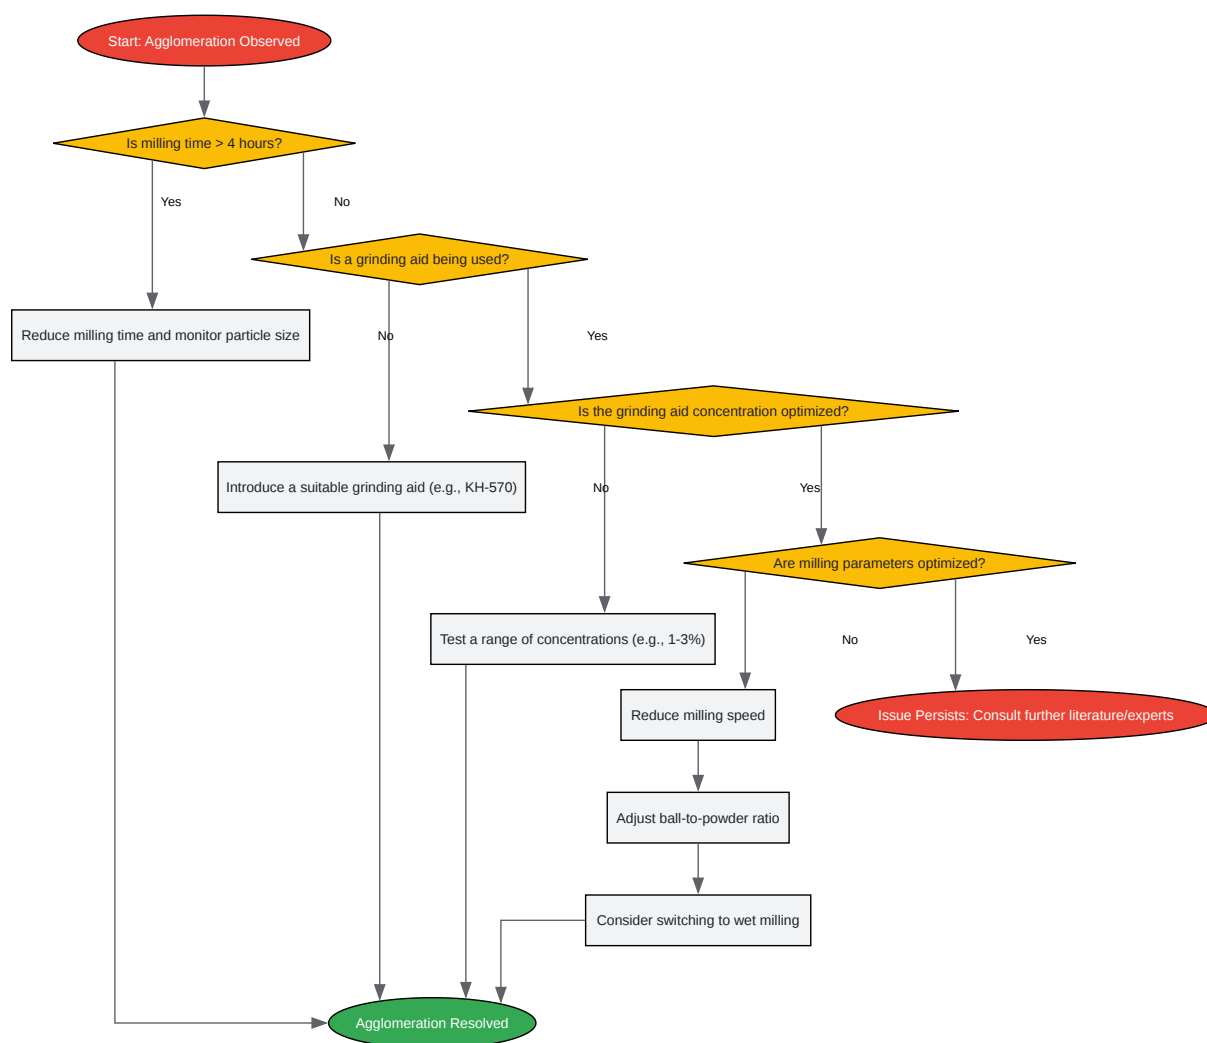 Start: Agglomeration Observed
Is milling time > 4 hours?
Yes
No
Is a grinding aid being used?
Reduce milling time and monitor particle size
No
Yes
Is the grinding aid concentration optimized?
Introduce a suitable grinding aid (e.g., KH-570)
No
Yes
Are milling parameters optimized?
Test a range of concentrations (e.g., 1-3%)
No
Yes
Reduce milling speed
Issue Persists: Consult further literature/experts
Adjust ball-to-powder ratio
Consider switching to wet milling
Agglomeration Resolved